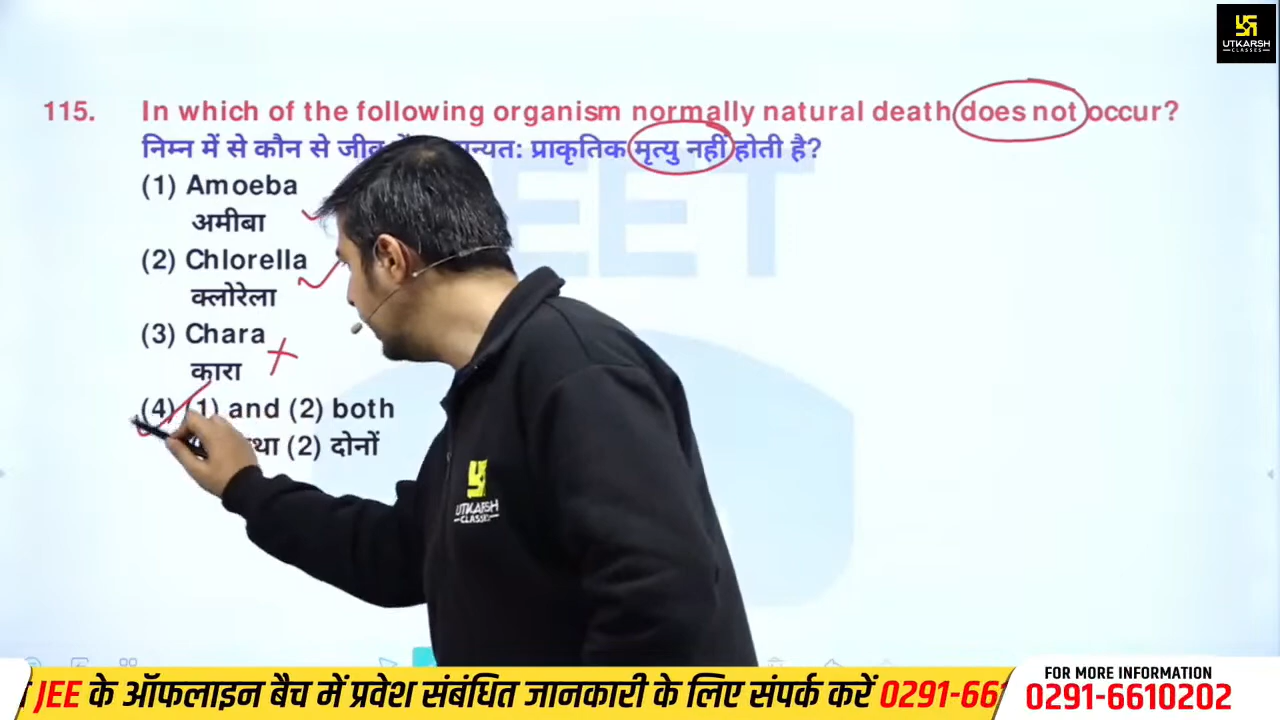 UTKARSH
CLASSES
115. In which of the following organism normally natural death does not occur?
निम्न में से कौन से प्राकृतिक मृत्यु नहीं होती है?
(1) Amoeba
अमीबा
(2) Chlorella
क्लोरेला
(3) Chara
कारा
(4) (1) and (2) both
(2) दोनों
UTKARSH
CLASSES
JEE के ऑफलाइन बैच में प्रवेश संबंधित जानकारी के लिए संपर्क करें 0291-66
FOR MORE INFORMATION
0291-6610202